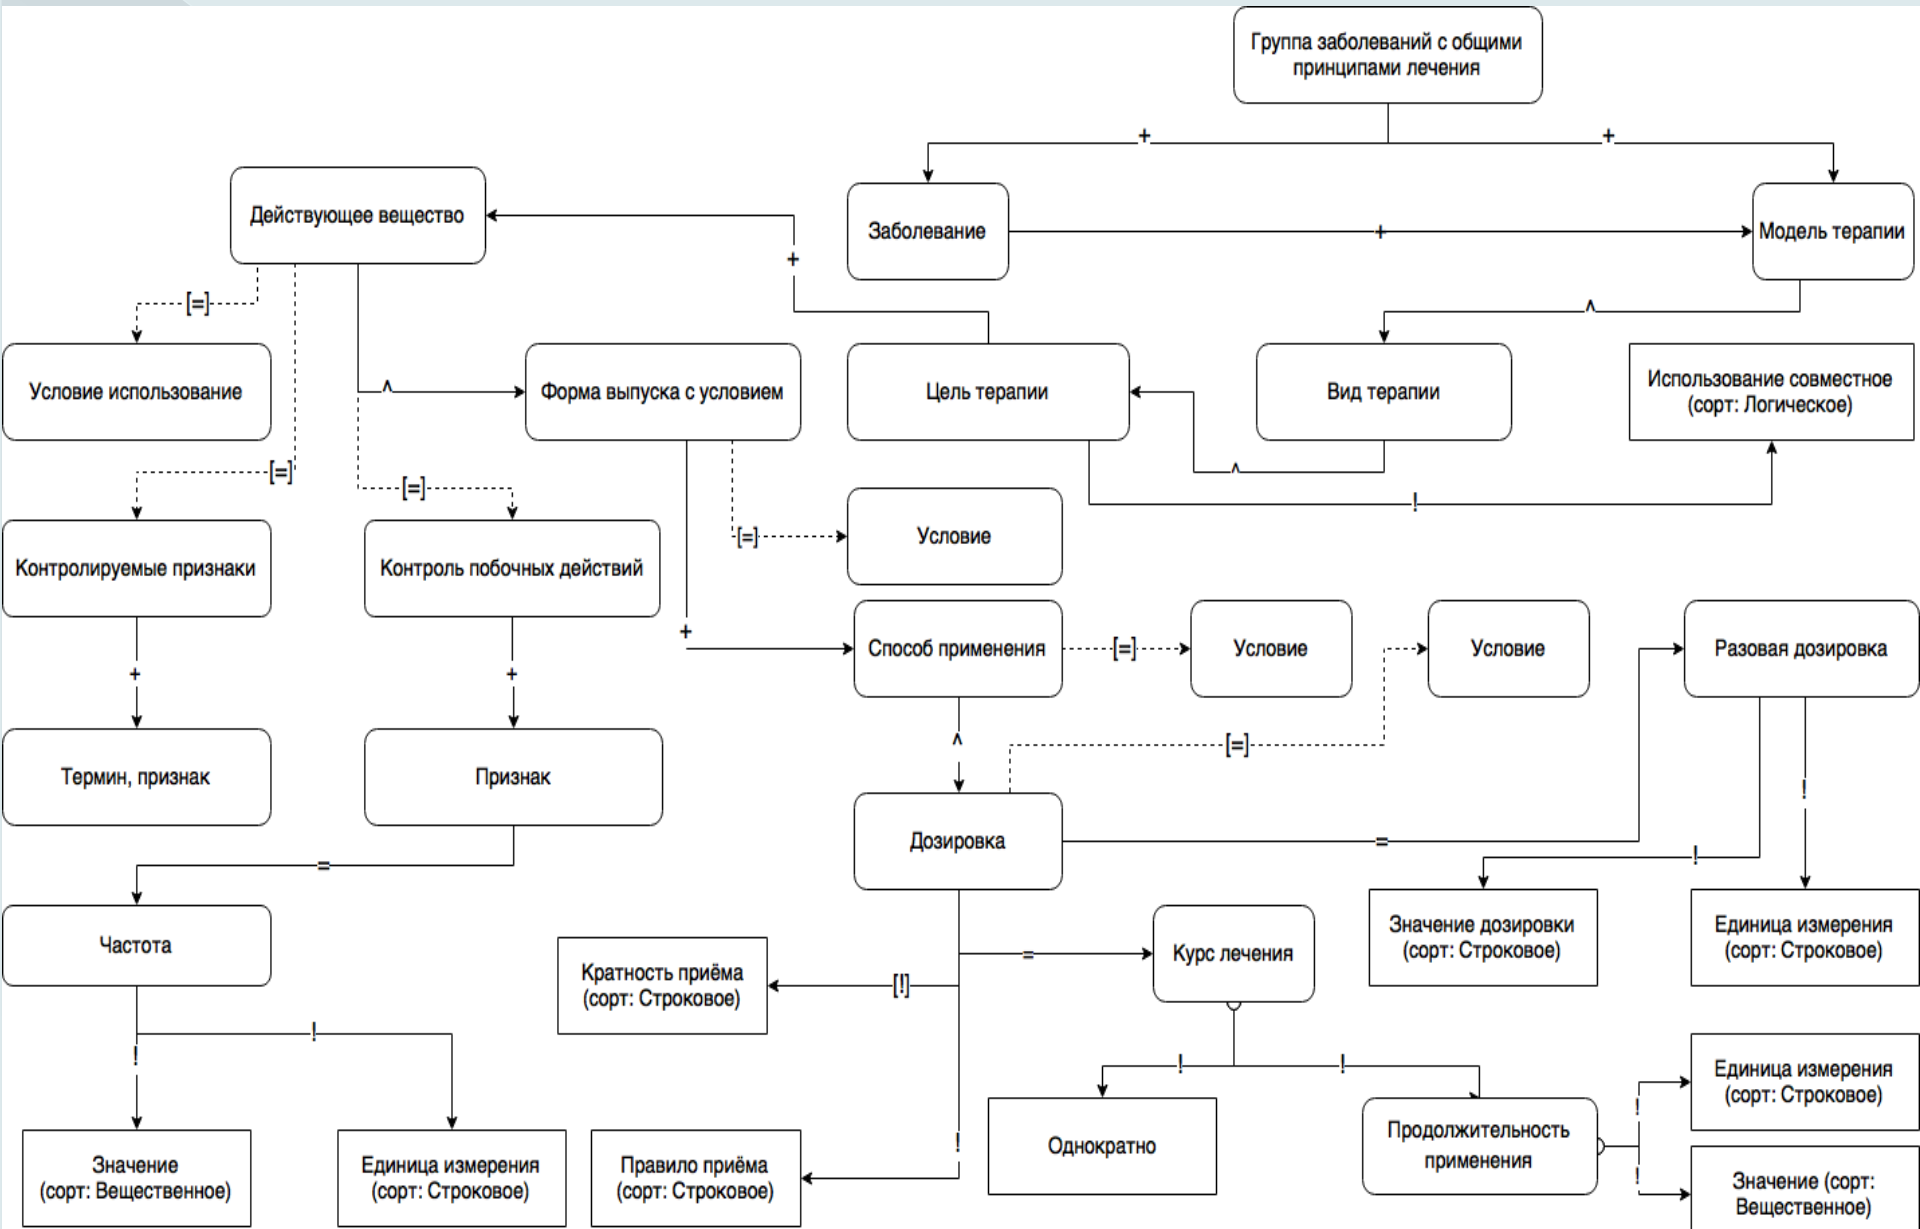 Группа заболеваний с общими
принципами лечения
+
+
Действующее вещество
Заболевание
+
Модель терапии
+
[=]
^
Условие использование
^
Форма выпуска с условием
Цель терапии
Вид терапии
Использование совместное
(сорт: Логическое)
[=]
[=]
^
!
[=]
Условие
Контролируемые признаки
Контроль побочных действий
+
Способ применения
[=]
Условие
Условие
Разовая дозировка
+
+
^
[=]
Термин, признак
Признак
!
Дозировка
=
!
=
Частота
Кратность приёма
(сорт: Строковое)
[!]
=
Курс лечения
Значение дозировки
(сорт: Строковое)
Единица измерения
(сорт: Строковое)
!
!
!
!
Единица измерения
(сорт: Строковое)
!
!
Значение
(сорт: Вещественное)
Единица измерения
(сорт: Строковое)
Правило приёма
(сорт: Строковое)
!
Однократно
Продолжительность
применения
Значение (сорт:
Вещественное)